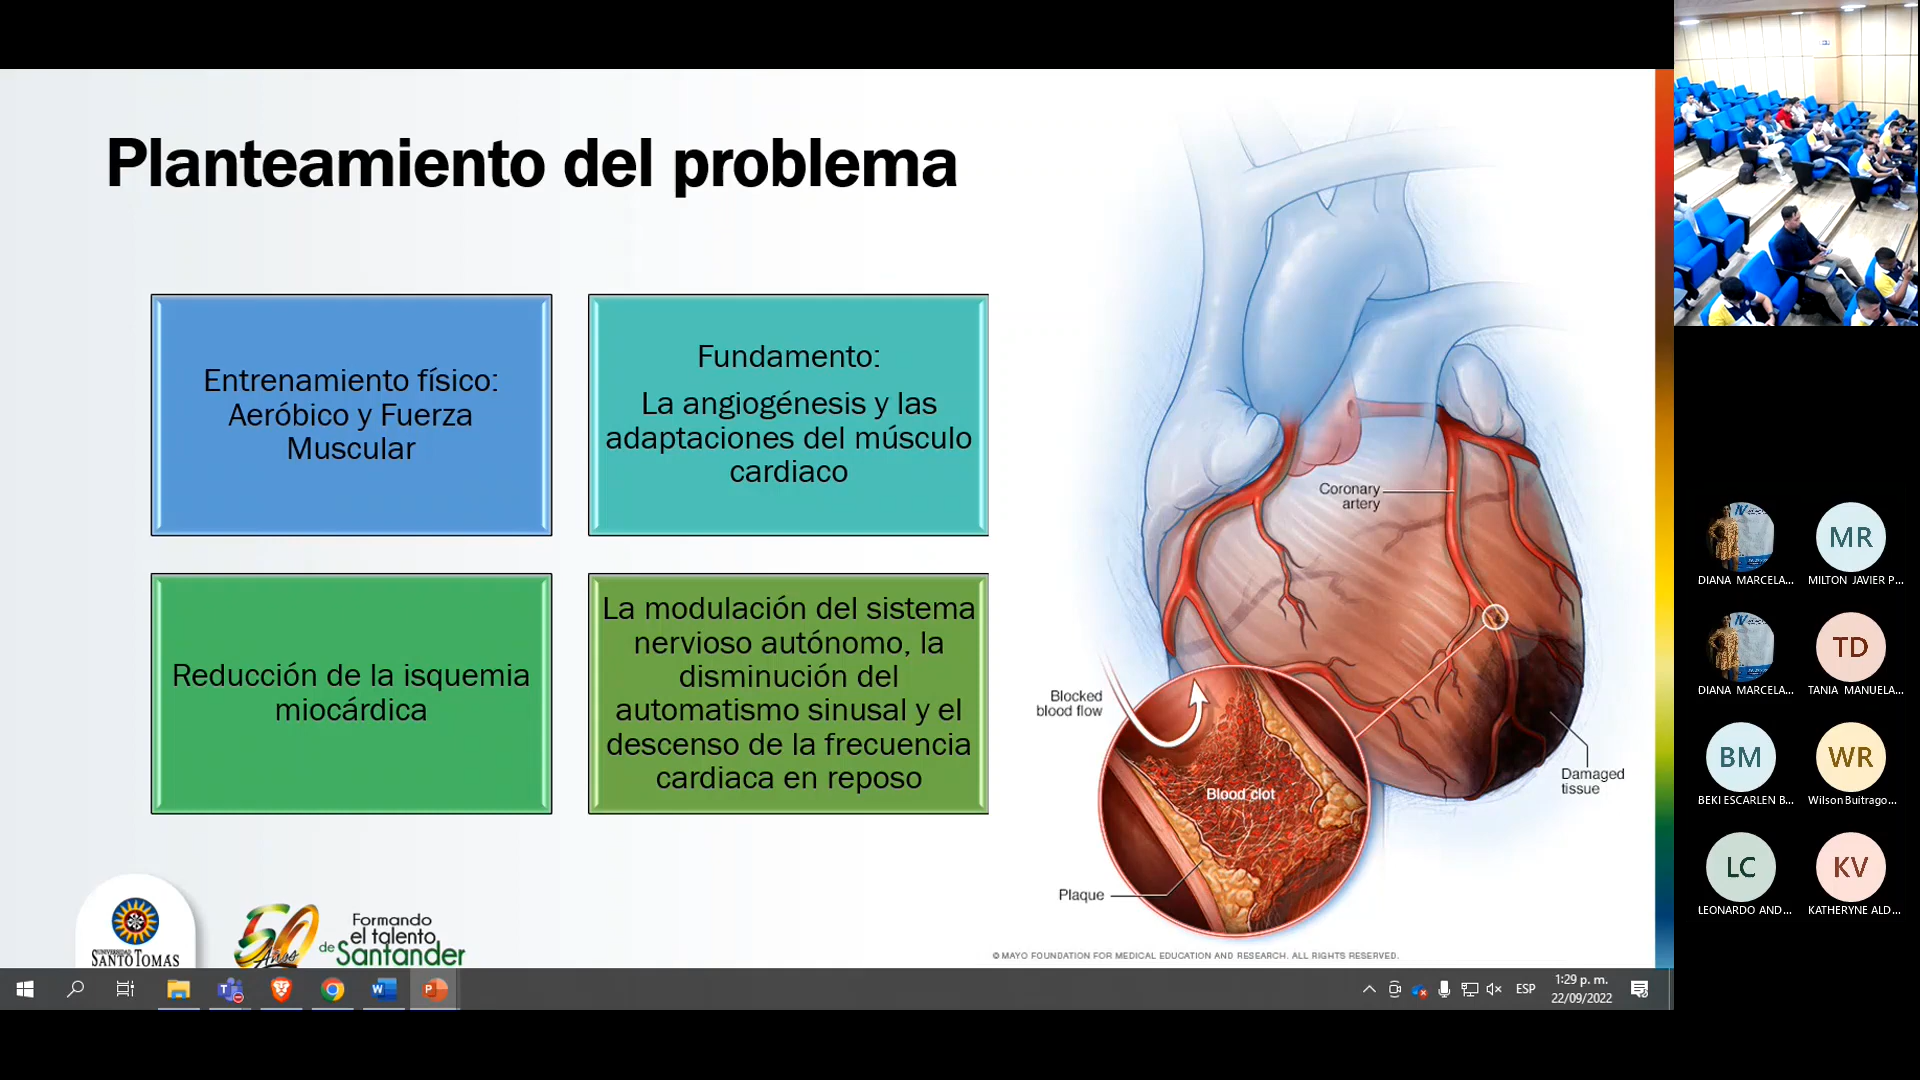 Planteamiento del problema
Entrenamiento físico:
Aeróbico y Fuerza
Muscular
Fundamento:
La angiogénesis y las
adaptaciones del músculo
cardiaco
Reducción de la isquemia
miocárdica
La modulación del sistema
nervioso autónomo, la
disminución del
automatismo sinusal y el
descenso de la frecuencia
cardiaca en reposo
Coronary
artery
Blocked
blood flow
Blood clot
Plaque
Damaged
tissue
© MAYO FOUNDATION FOR MEDICAL EDUCATION AND RESEARCH. ALL RIGHTS RESERVED.
UNIVERSIDAD
SANTO TOMAS
50
Años
Formando
el talento
de Santander
ESP
1:29 p. m.
22/09/2022
DIANA MARCELA...
MR
MILTON JAVIER P...
DIANA MARCELA...
TD
TANIA MANUELA...
BM
BEKI ESCARLEN B...
WR
Wilson Buitrago...
LC
LEONARDO AND...
KV
KATHERYNE ALD...